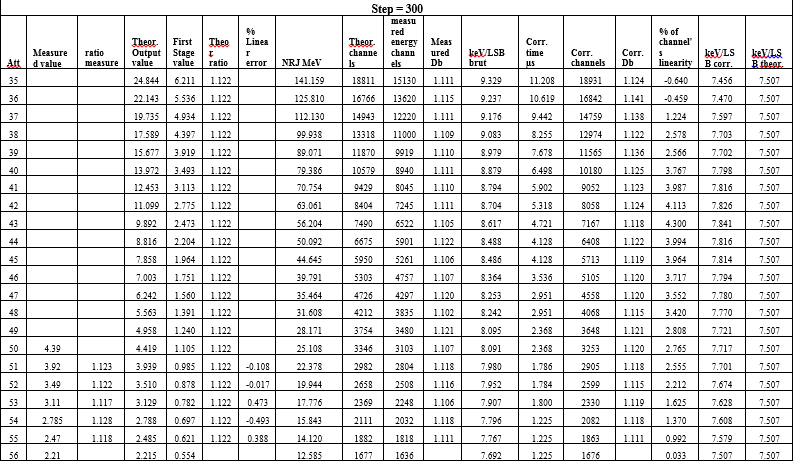 Step = 300
Att Measure d value ratio measure Theor. Output value First Stage value Theo r ratio % Linea r error NRJ MeV Theor. channe ls measu red energy chann els Meas ured Db keV/LSB brut Corr. time µs Corr. channels Corr. Db % of channel' s linearity keV/LS B corr. keV/LS B theor.
35 24.844 6.211 1.122 141.159 18811 15130 1.111 9.329 11.208 18931 1.124 -0.640 7.456 7.507
36 22.143 5.536 1.122 125.810 16766 13620 1.115 9.237 10.619 16842 1.141 -0.459 7.470 7.507
37 19.735 4.934 1.122 112.130 14943 12220 1.111 9.176 9.442 14759 1.138 1.224 7.597 7.507
38 17.589 4.397 1.122 99.938 13318 11000 1.109 9.083 8.255 12974 1.122 2.578 7.703 7.507
39 15.677 3.919 1.122 89.071 11870 9919 1.110 8.979 7.678 11565 1.136 2.566 7.702 7.507
40 13.972 3.493 1.122 79.386 10579 8940 1.111 8.879 6.498 10180 1.125 3.767 7.798 7.507
41 12.453 3.113 1.122 70.754 9429 8045 1.110 8.794 5.902 9052 1.123 3.987 7.816 7.507
42 11.099 2.775 1.122 63.061 8404 7245 1.111 8.704 5.318 8058 1.124 4.113 7.826 7.507
43 9.892 2.473 1.122 56.204 7490 6522 1.105 8.617 4.721 7167 1.118 4.300 7.841 7.507
44 8.816 2.204 1.122 50.092 6675 5901 1.122 8.488 4.128 6408 1.122 3.994 7.816 7.507
45 7.858 1.964 1.122 44.645 5950 5261 1.106 8.486 4.128 5713 1.119 3.964 7.814 7.507
46 7.003 1.751 1.122 39.791 5303 4757 1.107 8.364 3.536 5105 1.120 3.717 7.794 7.507
47 6.242 1.560 1.122 35.464 4726 4297 1.120 8.253 2.951 4558 1.120 3.552 7.780 7.507
48 5.563 1.391 1.122 31.608 4212 3835 1.102 8.242 2.951 4068 1.115 3.420 7.770 7.507
49 4.958 1.240 1.122 28.171 3754 3480 1.121 8.095 2.368 3648 1.121 2.808 7.721 7.507
50 4.39 4.419 1.105 1.122 25.108 3346 3103 1.107 8.091 2.368 3253 1.120 2.765 7.717 7.507
51 3.92 1.123 3.939 0.985 1.122 -0.108 22.378 2982 2804 1.118 7.980 1.786 2905 1.118 2.555 7.701 7.507
52 3.49 1.122 3.510 0.878 1.122 -0.017 19.944 2658 2508 1.116 7.952 1.784 2599 1.115 2.212 7.674 7.507
53 3.11 1.117 3.129 0.782 1.122 0.473 17.776 2369 2248 1.106 7.907 1.800 2330 1.119 1.625 7.628 7.507
54 2.785 1.128 2.788 0.697 1.122 -0.493 15.843 2111 2032 1.118 7.796 1.225 2082 1.118 1.370 7.608 7.507
55 2.47 1.118 2.485 0.621 1.122 0.388 14.120 1882 1818 1.111 7.767 1.225 1863 1.111 0.992 7.579 7.507
56 2.21 2.215 0.554 12.585 1677 1636 7.692 1.225 1676 0.033 7.507 7.507